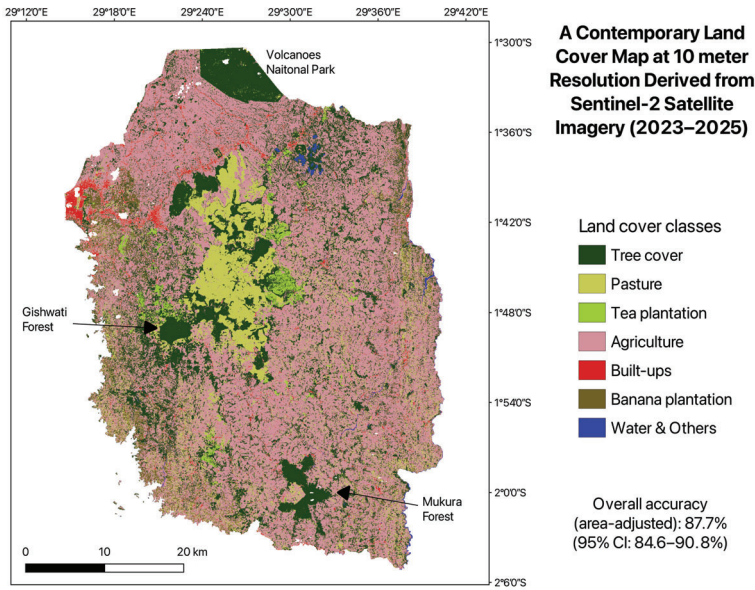 29°12'0"E 29°18'0"E 29°24'0"E 29°30'0"E 29°36'0"E 29°42'0"E
A Contemporary Land
Cover Map at 10 meter
Resolution Derived from
Sentinel-2 Satellite
Imagery (2023–2025)
Volcanoes
Naitonal Park
1°30'0"S
1°36'0"S
1°42'0"S
1°48'0"S
1°54'0"S
2°0'0"S
2°6'0"S
Land cover classes
Tree cover
Pasture
Tea plantation
Agriculture
Built-ups
Banana plantation
Water & Others
Gishwati
Forest
Mukura
Forest
Overall accuracy
(area-adjusted): 87.7%
(95% CI: 84.6–90.8%)
0 10 20 km